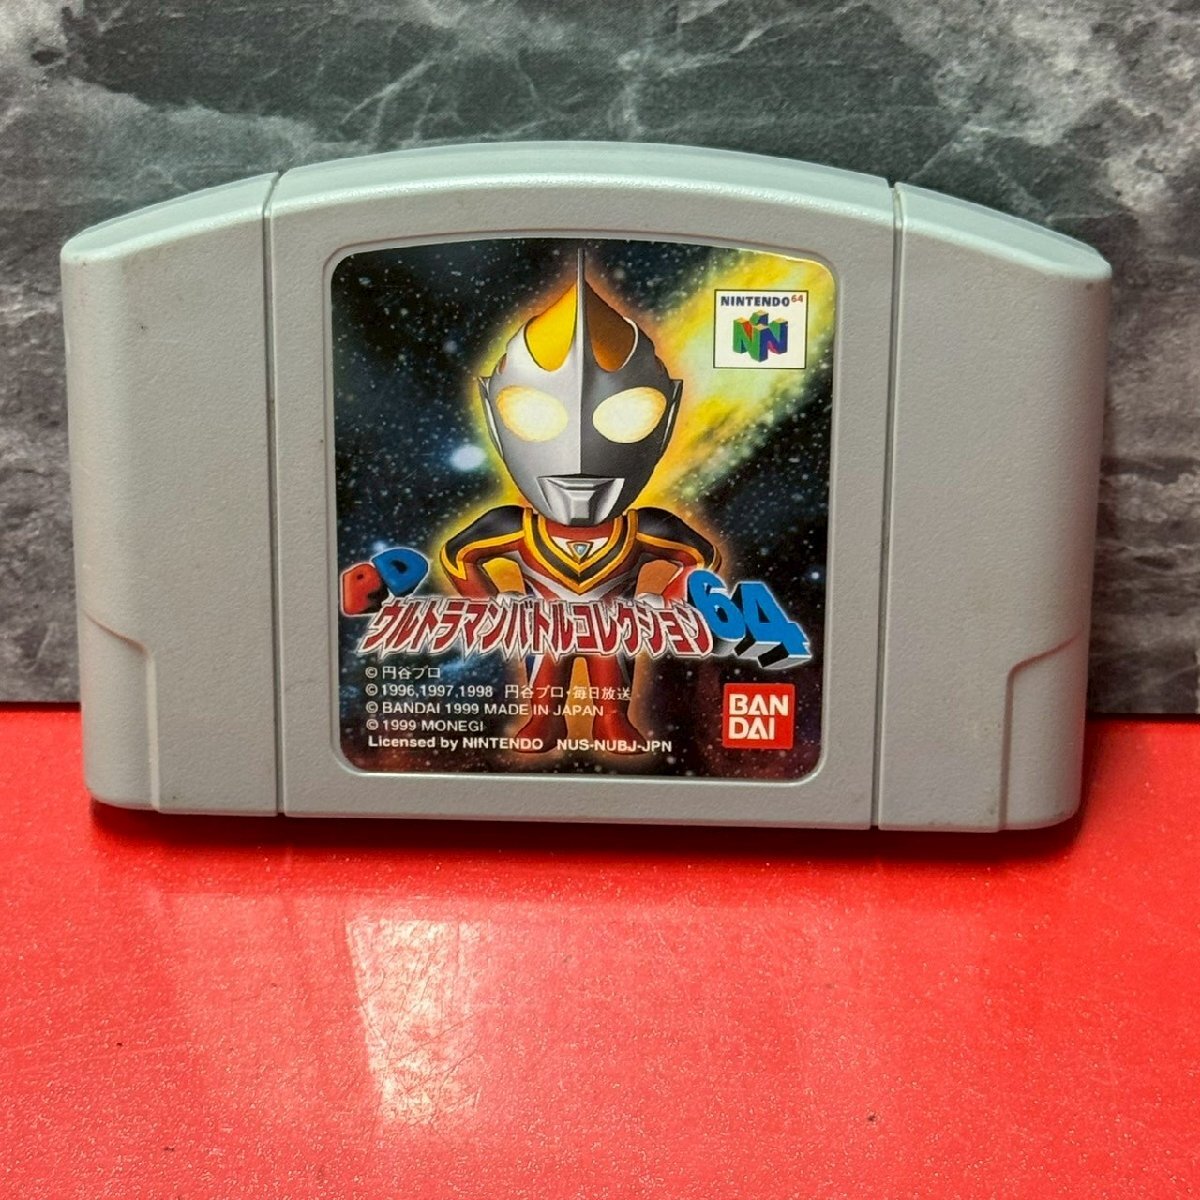 NINTENDO 64
PD
ウルトラマンバトルコレクション64
© 円谷プロ
© 1996,1997,1998 円谷プロ・毎日放送
© BANDAI 1999 MADE IN JAPAN
© 1999 MONEGI
Licensed by NINTENDO NUS-NUBJ-JPN
BAN
DAI